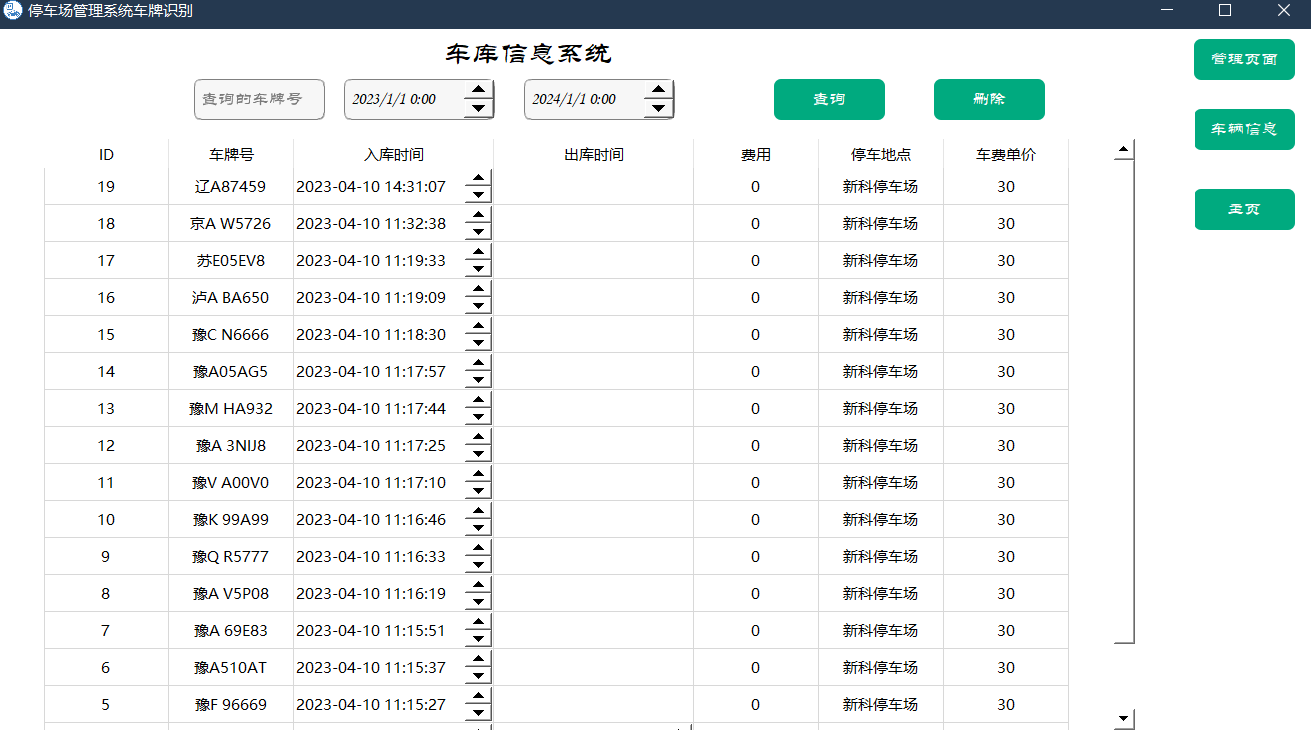 停车场管理系统车牌识别
车库信息系统
管理页面
查询的车牌号 2023/1/1 0:00 2024/1/1 0:00 查询 删除
车辆信息
ID 车牌号 入库时间 出库时间 费用 停车地点 车费单价
19 辽A87459 2023-04-10 14:31:07 0 新科停车场 30
主页
18 京A W5726 2023-04-10 11:32:38 0 新科停车场 30
17 苏E05EV8 2023-04-10 11:19:33 0 新科停车场 30
16 泸A BA650 2023-04-10 11:19:09 0 新科停车场 30
15 豫C N6666 2023-04-10 11:18:30 0 新科停车场 30
14 豫A05AG5 2023-04-10 11:17:57 0 新科停车场 30
13 豫M HA932 2023-04-10 11:17:44 0 新科停车场 30
12 豫A 3NIJ8 2023-04-10 11:17:25 0 新科停车场 30
11 豫V A00V0 2023-04-10 11:17:10 0 新科停车场 30
10 豫K 99A99 2023-04-10 11:16:46 0 新科停车场 30
9 豫Q R5777 2023-04-10 11:16:33 0 新科停车场 30
8 豫A V5P08 2023-04-10 11:16:19 0 新科停车场 30
7 豫A 69E83 2023-04-10 11:15:51 0 新科停车场 30
6 豫A510AT 2023-04-10 11:15:37 0 新科停车场 30
5 豫F 96669 2023-04-10 11:15:27 0 新科停车场 30